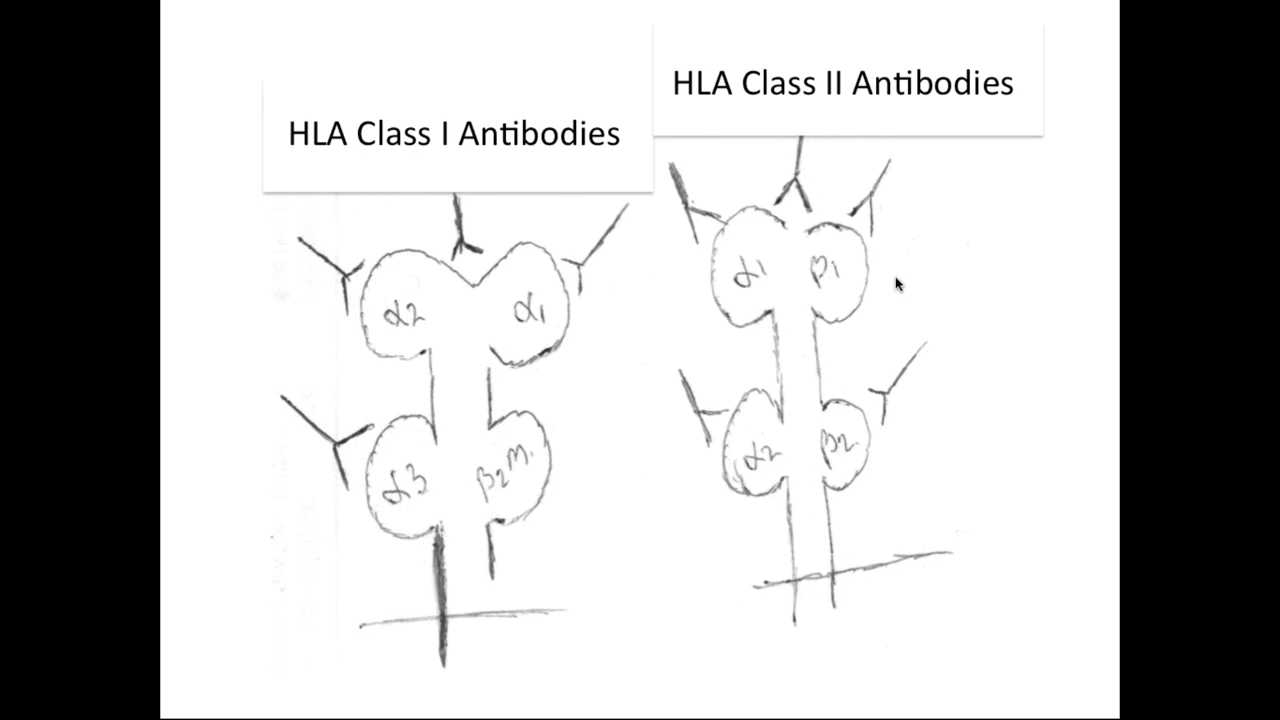 HLA Class I Antibodies
HLA Class II Antibodies
α2
α1
α3
β2m.
α1
β1
α2
β2